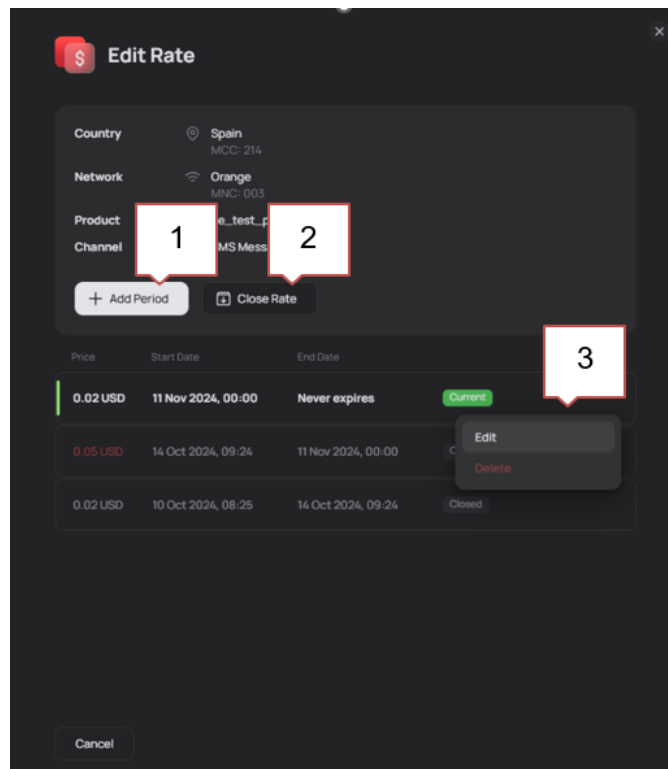 $ Edit Rate
Country Spain
MCC: 214
Network Orange
MNC: 003
Product
Channel
1
2
+ Add Period Close Rate
3
Price Start Date End Date
0.02 USD 11 Nov 2024, 00:00 Never expires Current
Edit
0.05 USD 14 Oct 2024, 09:24 11 Nov 2024, 00:00
Delete
0.02 USD 10 Oct 2024, 08:25 14 Oct 2024, 09:24 Closed
Cancel